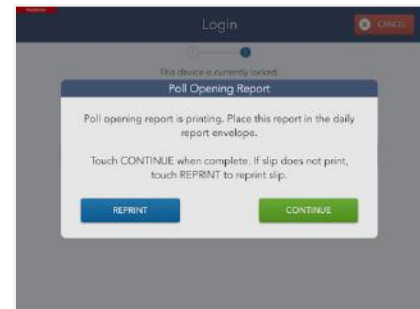 Login
CANCEL
This device is currently locked.
Poll Opening Report
Poll opening report is printing. Place this report in the daily
report envelope.
Touch CONTINUE when complete. If slip does not print,
touch REPRINT to reprint slip.
REPRINT
CONTINUE